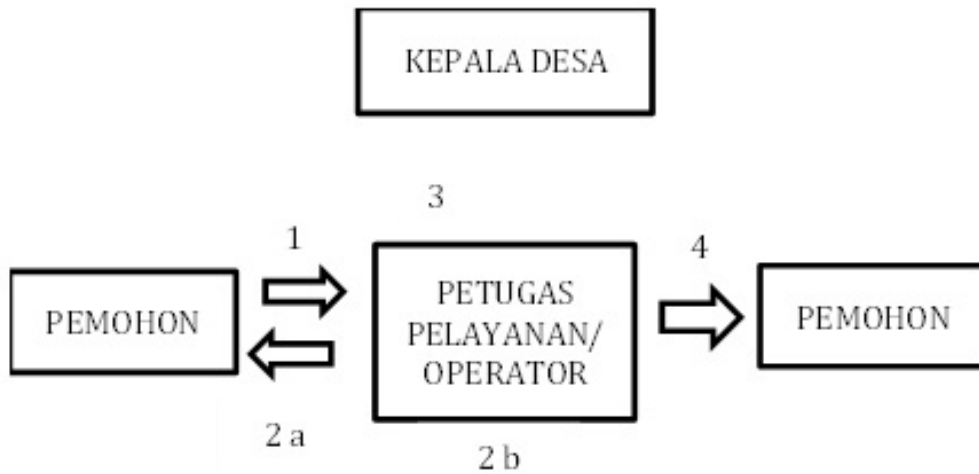 KEPALA DESA
3
1
4
PEMOHON
PETUGAS
PELAYANAN/
OPERATOR
PEMOHON
2 a
2 b